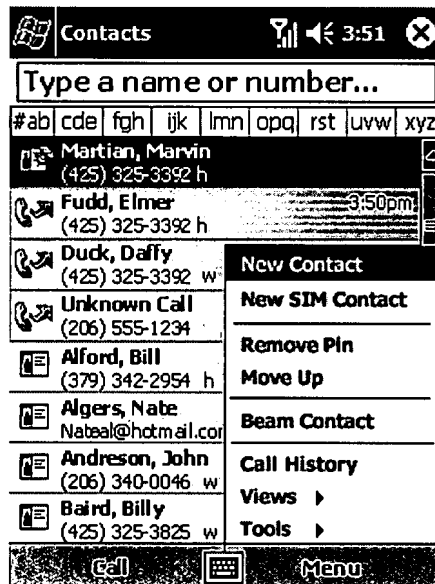 Contacts 3:51
Type a name or number...
#ab cde fgh ijk lmn opq rst uvw xyz
Martian, Marvin
(425) 325-3392 h
Fudd, Elmer 3:50pm
(425) 325-3392 h
Duck, Daffy
(425) 325-3392 w
Unknown Call
(206) 555-1234
Alford, Bill
(379) 342-2954 h
Algers, Nate
Nateal@hotmail.com
Andreson, John
(206) 340-0046 w
Baird, Billy
(425) 325-3825 w
New Contact
New SIM Contact
Remove Pin
Move Up
Beam Contact
Call History
Views
Tools
Call Menu